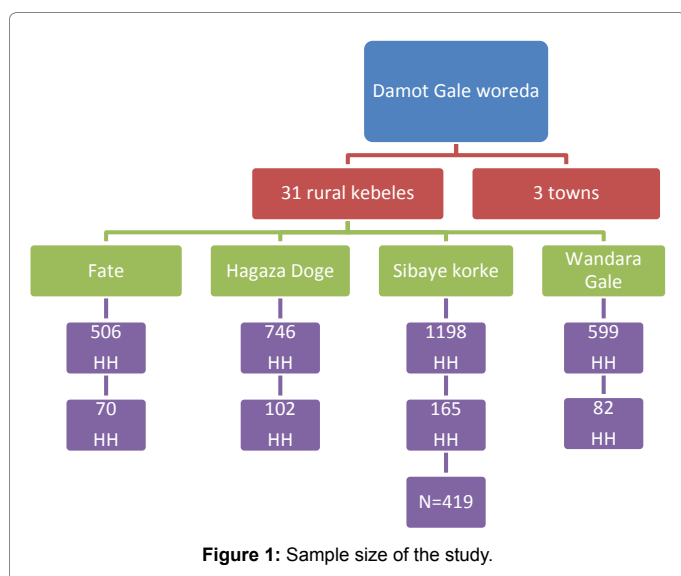 Damot Gale woreda
31 rural kebeles
3 towns
Fate
Hagaza Doge
Sibaye korke
Wandara
Gale
506
HH
746
HH
1198
HH
599
HH
70
HH
102
HH
165
HH
82
HH
N=419
Figure 1: Sample size of the study.